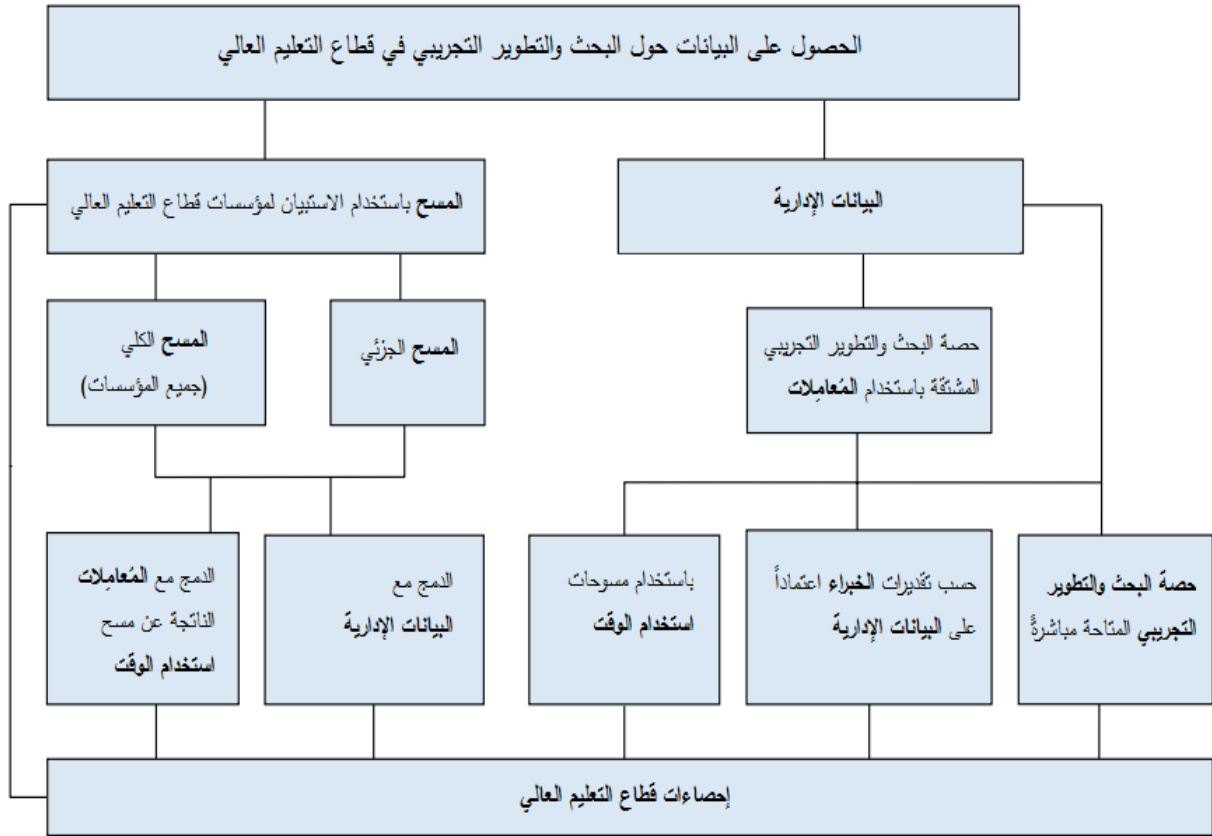 الحصول على البيانات حول البحث والتطوير التجريبي في قطاع التعليم العالي
البيانات الإدارية
المسح باستخدام الاستبيان لمؤسسات قطاع التعليم العالي
حصة البحث والتطوير التجريبي
المشتقة باستخدام المُعامِلات
المسح الجزئي
المسح الكلي
(جميع المؤسسات)
حصة البحث والتطوير
التجريبي المتاحة مباشرةً
حسب تقديرات الخبراء اعتماداً
على البيانات الإدارية
باستخدام مسوحات
استخدام الوقت
الدمج مع
البيانات الإدارية
الدمج مع المُعامِلات
الناتجة عن مسح
استخدام الوقت
إحصاءات قطاع التعليم العالي